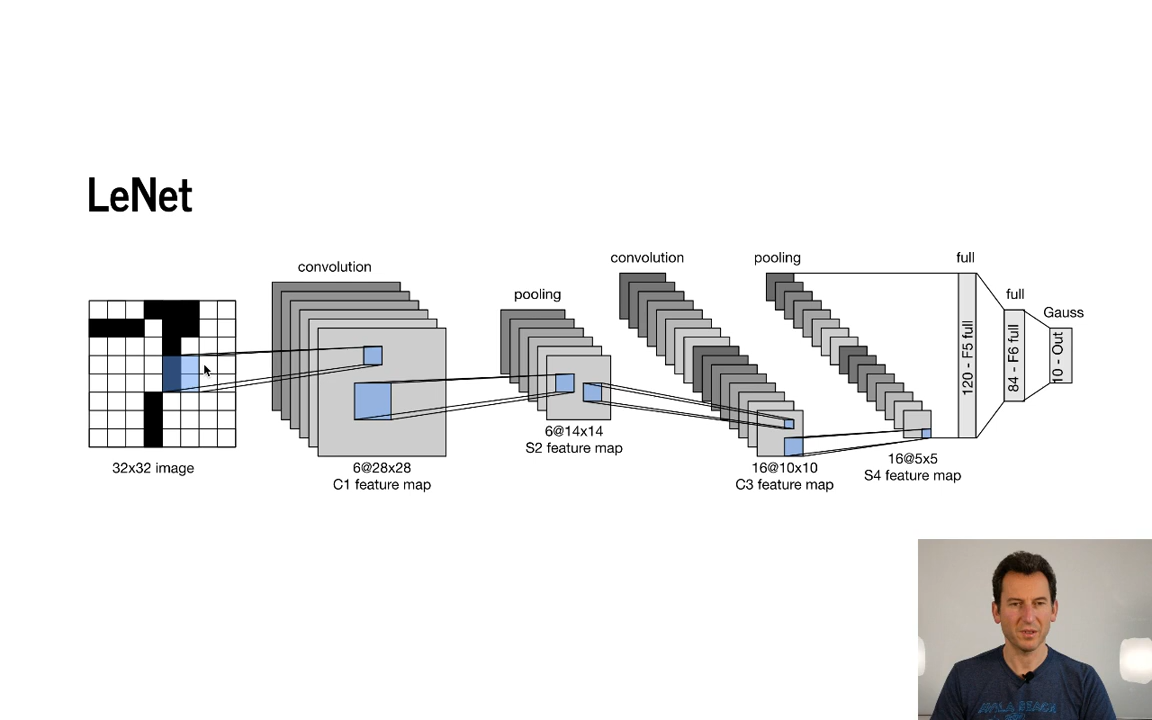 LeNet
convolution
pooling
convolution
pooling
full
full
Gauss
120 - F5 full
84 - F6 full
10 - Out
32x32 image
6@28x28
C1 feature map
6@14x14
S2 feature map
16@10x10
C3 feature map
16@5x5
S4 feature map
AVILA BEACH